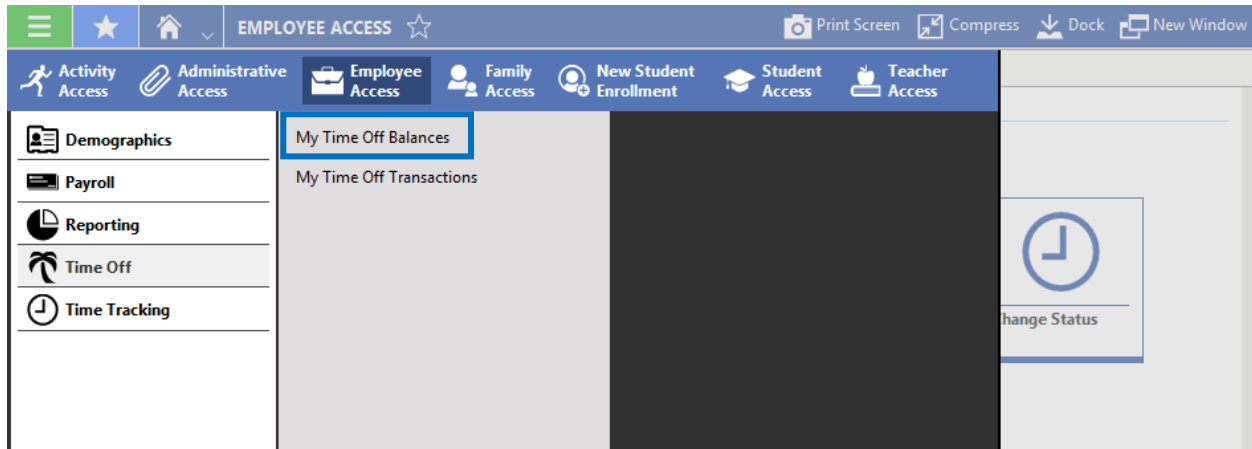 EMPLOYEE ACCESS
Print Screen
Compress
Dock
New Window
Activity Access
Administrative Access
Employee Access
Family Access
New Student Enrollment
Student Access
Teacher Access
Demographics
Payroll
Reporting
Time Off
Time Tracking
My Time Off Balances
My Time Off Transactions
hange Status